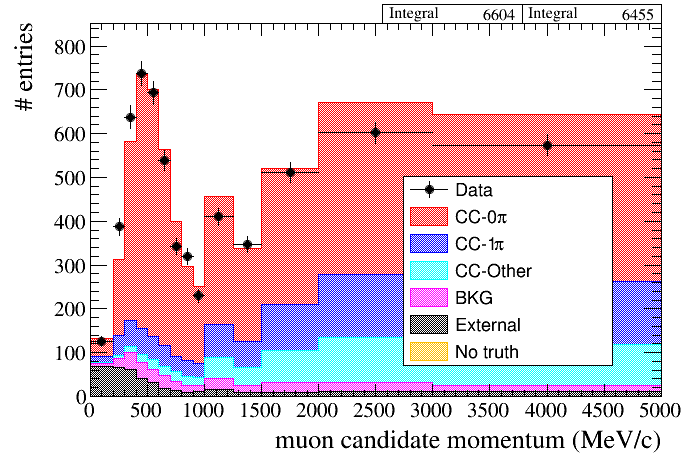 Integral 6604 Integral 6455
# entries
800
700
600
500
400
300
200
100
0
Data
CC-0π
CC-1π
CC-Other
BKG
External
No truth
0 500 1000 1500 2000 2500 3000 3500 4000 4500 5000
muon candidate momentum (MeV/c)